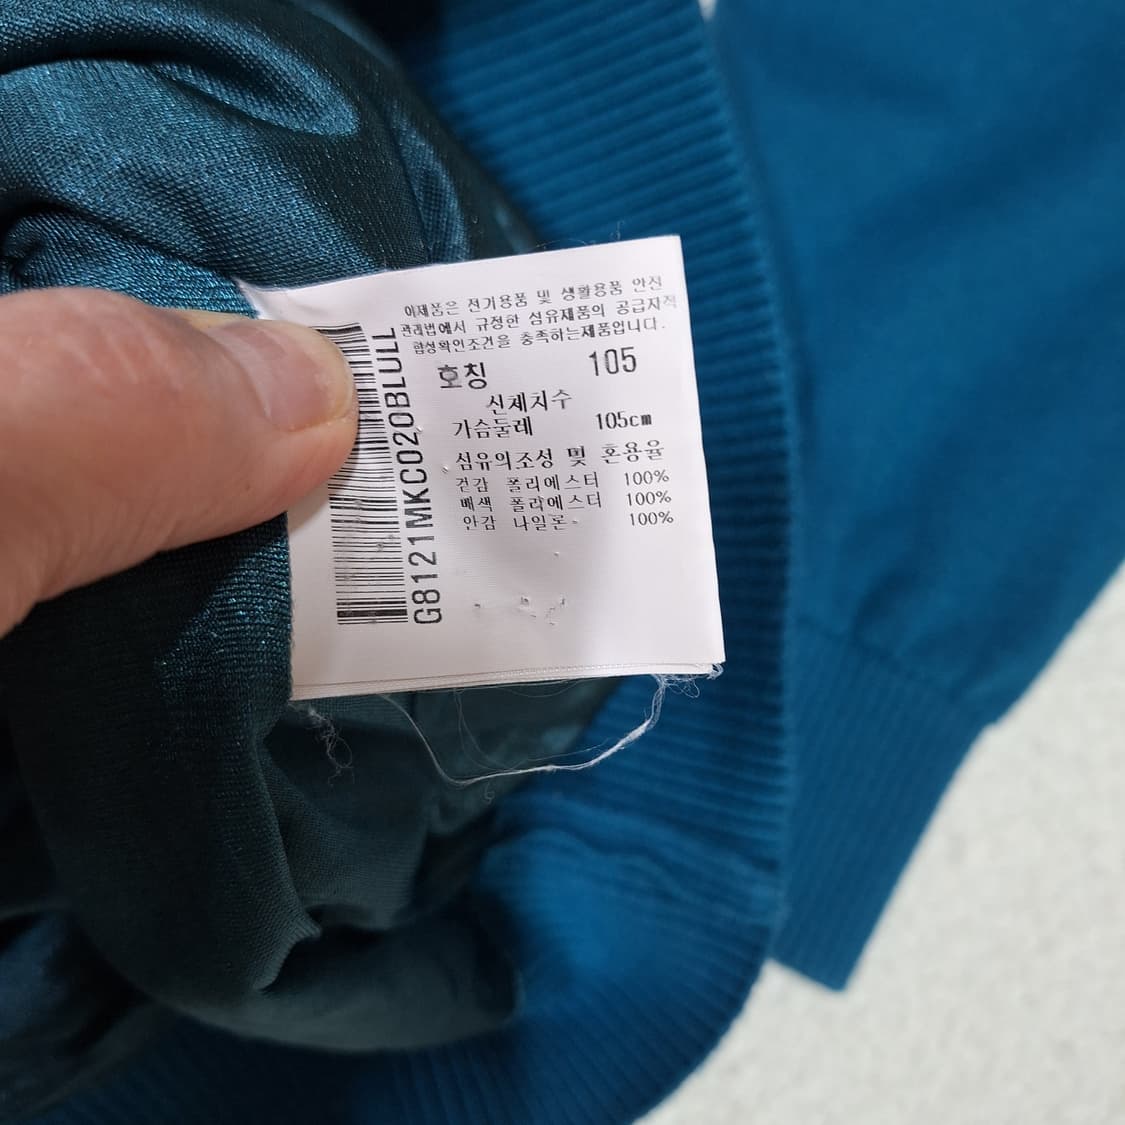 이제품은 전기용품 및 생활용품 안전
관리법에서 규정한 섬유제품의 공급자적
합성확인조건을 충족하는제품입니다.
호칭 105
신체치수
가슴둘레 105cm
섬유의조성 및 혼용율
겉감 폴리에스터 100%
배색 폴리에스터 100%
안감 나일론 100%
G8121MKC020BLULL